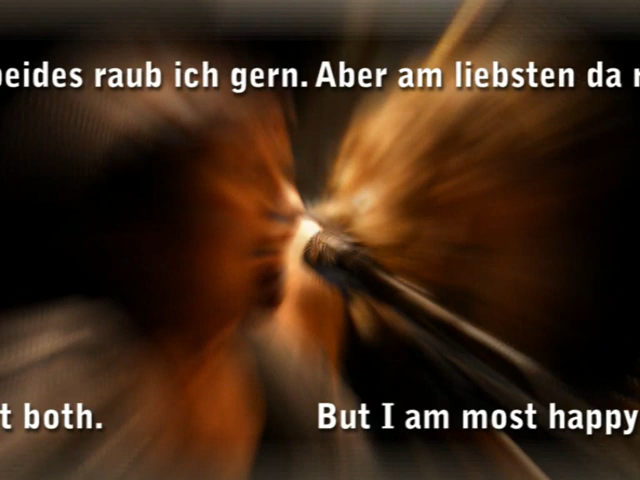 beides raub ich gern. Aber am liebsten da
t both. But I am most happy